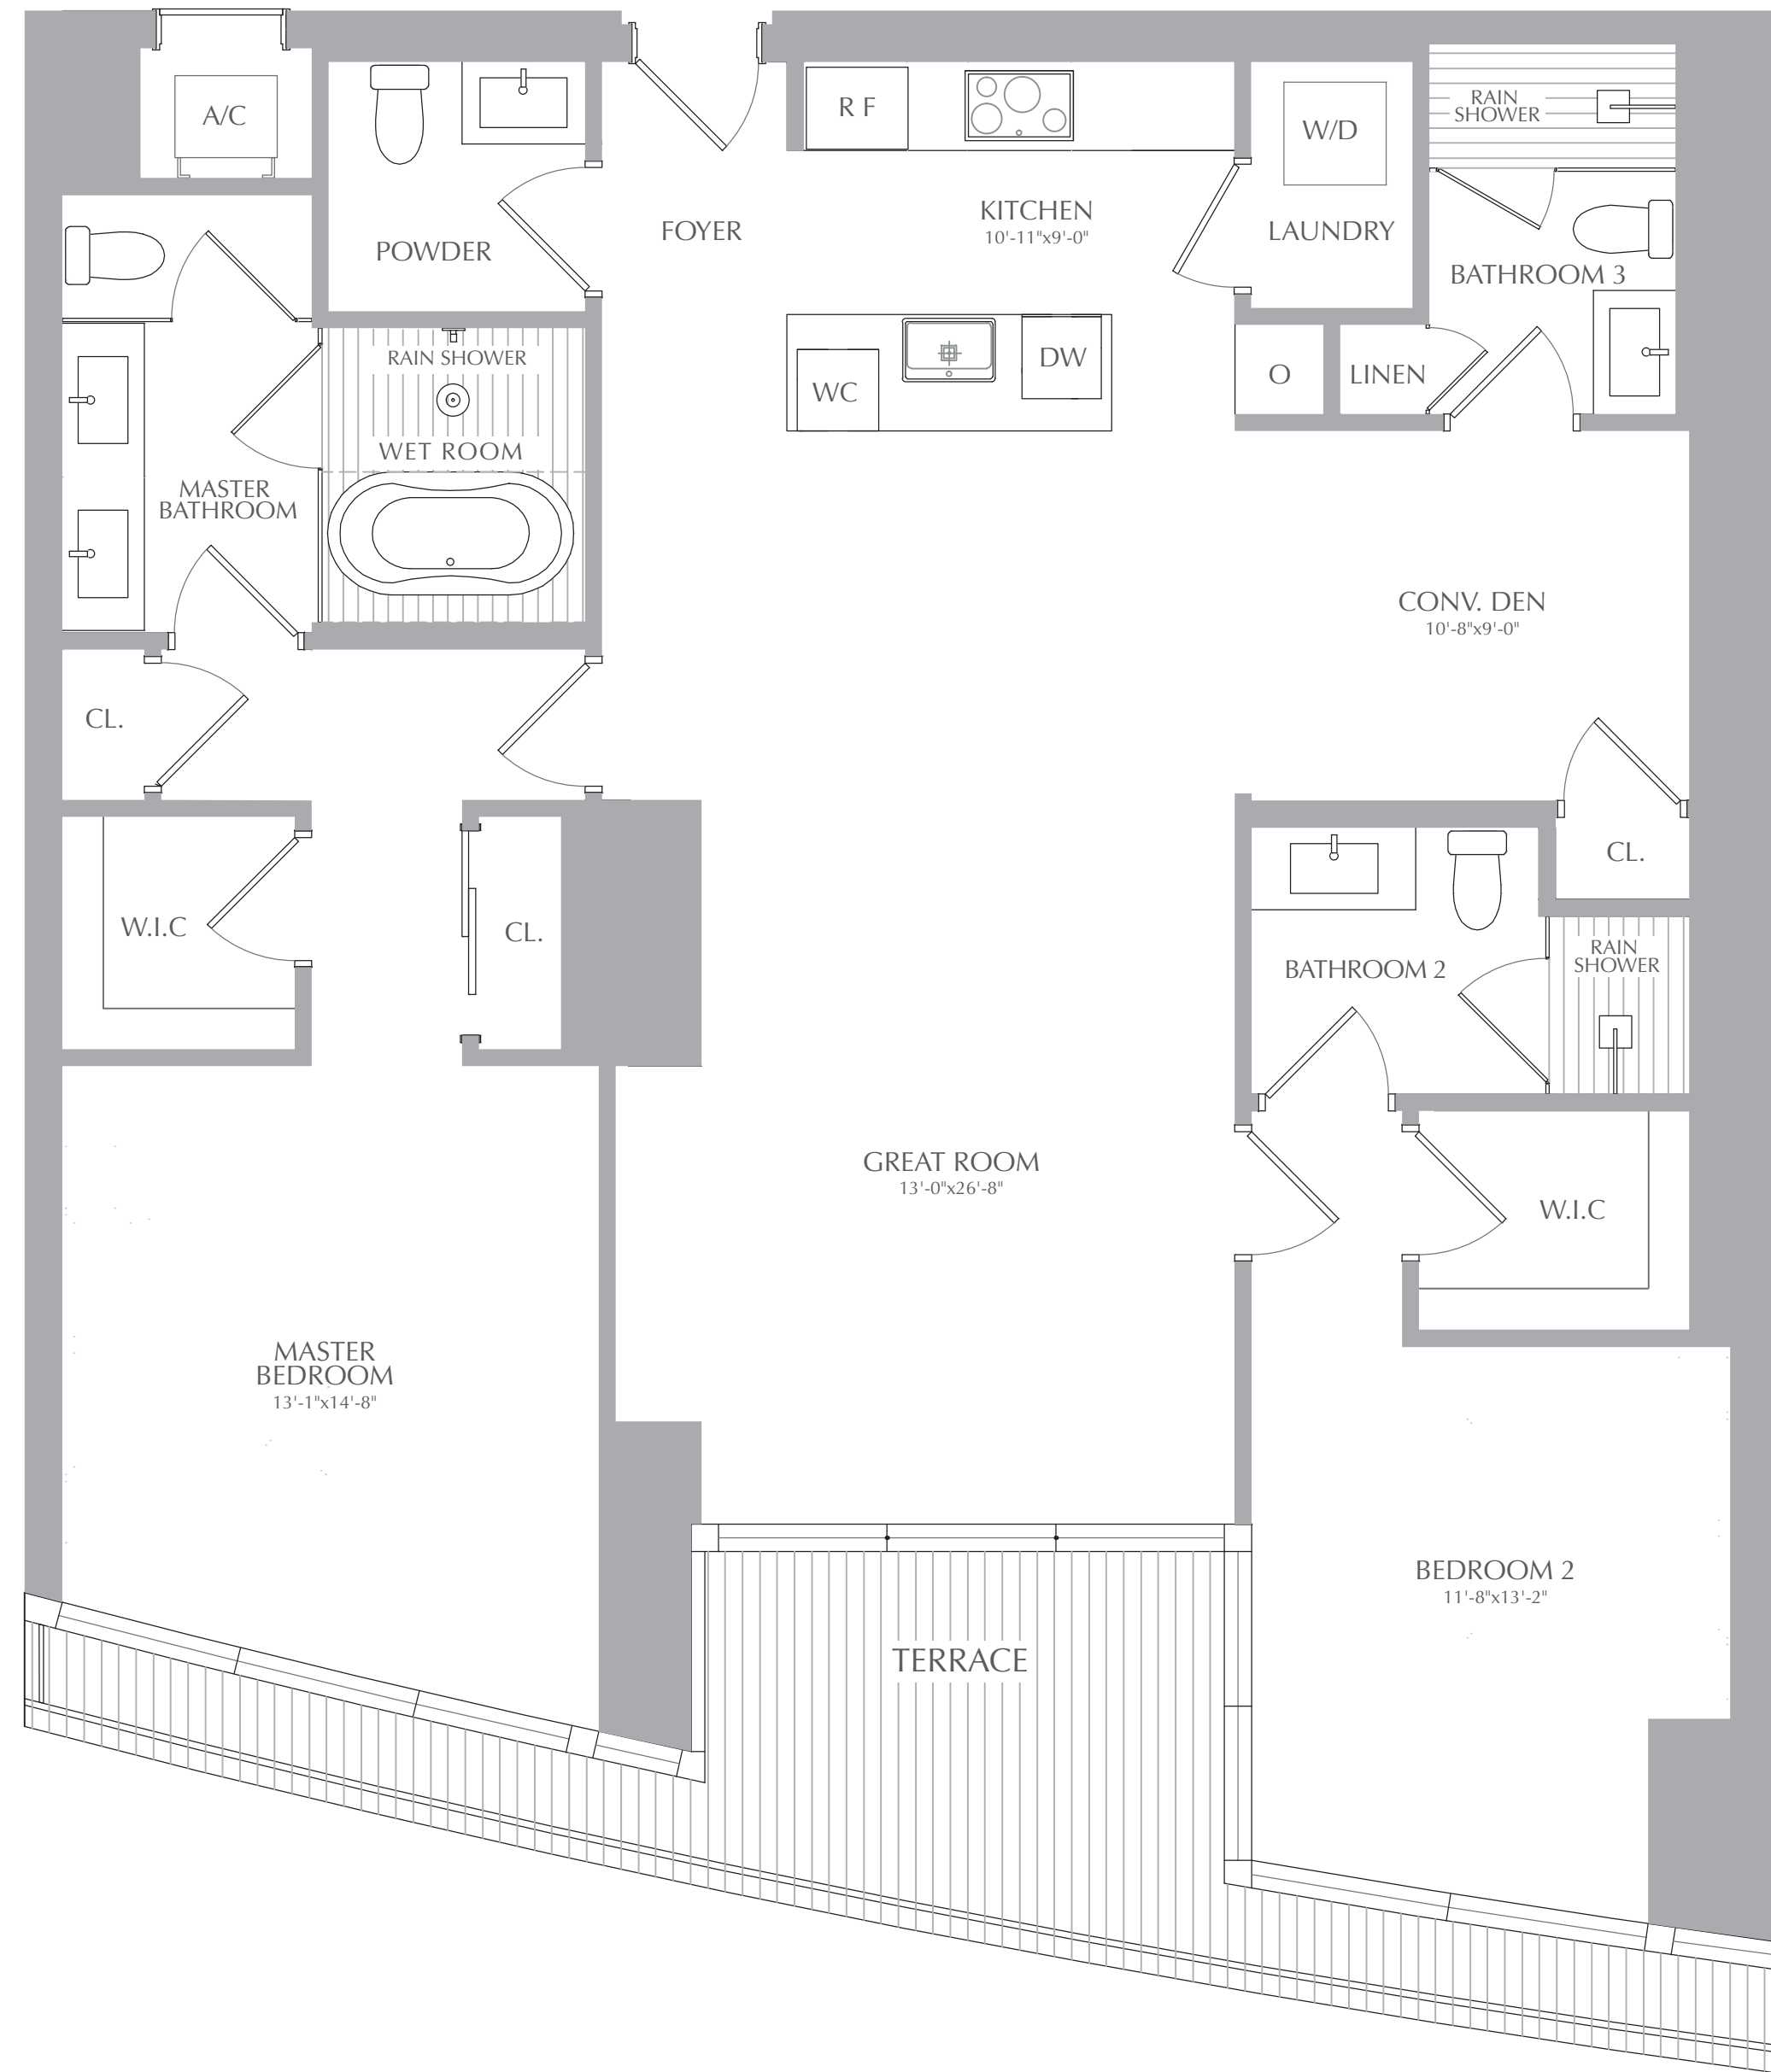 A/C
R F
W/D
RAIN
SHOWER
POWDER
FOYER
KITCHEN
10'-11"x9'-0"
LAUNDRY
BATHROOM 3
RAIN SHOWER
WC
DW
O
LINEN
WET ROOM
MASTER
BATHROOM
CONV. DEN
10'-8"x9'-0"
CL.
CL.
W.I.C
CL.
BATHROOM 2
RAIN
SHOWER
GREAT ROOM
13'-0"x26'-8"
W.I.C
MASTER
BEDROOM
13'-1"x14'-8"
BEDROOM 2
11'-8"x13'-2"
TERRACE